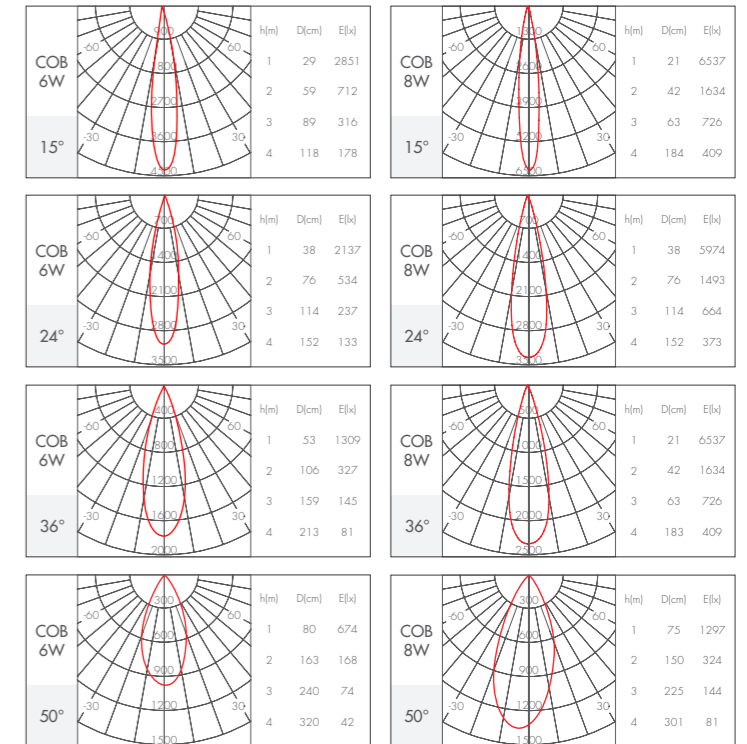 COB
6W
15°
900
-60 60
1800
2700
-30 30
3600
4500
h(m) D(cm) E(lx)
1 29 2851
2 59 712
3 89 316
4 118 178
COB
8W
15°
1300
-60 60
2600
3900
-30 30
5200
6500
h(m) D(cm) E(lx)
1 21 6537
2 42 1634
3 63 726
4 184 409
COB
6W
24°
700
-60 60
1400
2100
-30 30
2800
3500
h(m) D(cm) E(lx)
1 38 2137
2 76 534
3 114 237
4 152 133
COB
8W
24°
700
-60 60
1400
2100
-30 30
2800
3500
h(m) D(cm) E(lx)
1 38 5974
2 76 1493
3 114 664
4 152 373
COB
6W
36°
400
-60 60
800
1200
-30 30
1600
2000
h(m) D(cm) E(lx)
1 53 1309
2 106 327
3 159 145
4 213 81
COB
8W
36°
500
-60 60
1000
1500
-30 30
2000
2500
h(m) D(cm) E(lx)
1 21 6537
2 42 1634
3 63 726
4 183 409
COB
6W
50°
300
-60 60
600
900
-30 30
1200
1500
h(m) D(cm) E(lx)
1 80 674
2 163 168
3 240 74
4 320 42
COB
8W
50°
300
-60 60
600
900
-30 30
1200
1500
h(m) D(cm) E(lx)
1 75 1297
2 150 324
3 225 144
4 301 81